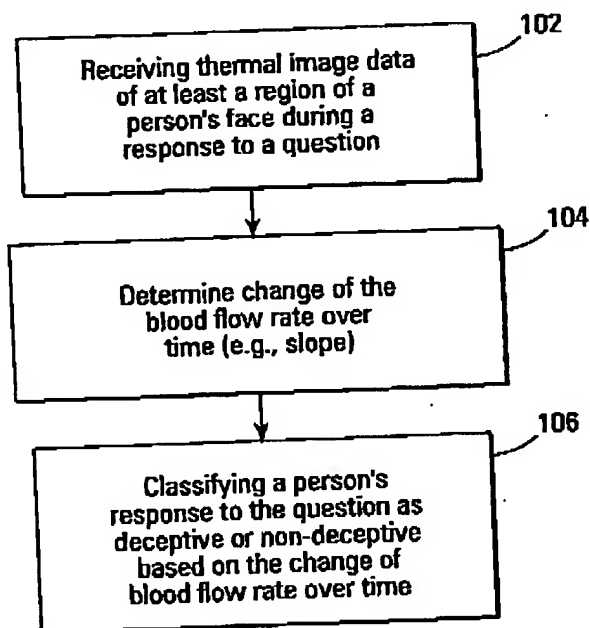 102
Receiving thermal image data
of at least a region of a
person's face during a
response to a question
104
Determine change of the
blood flow rate over
time (e.g., slope)
106
Classifying a person's
response to the question as
deceptive or non-deceptive
based on the change of
blood flow rate over time